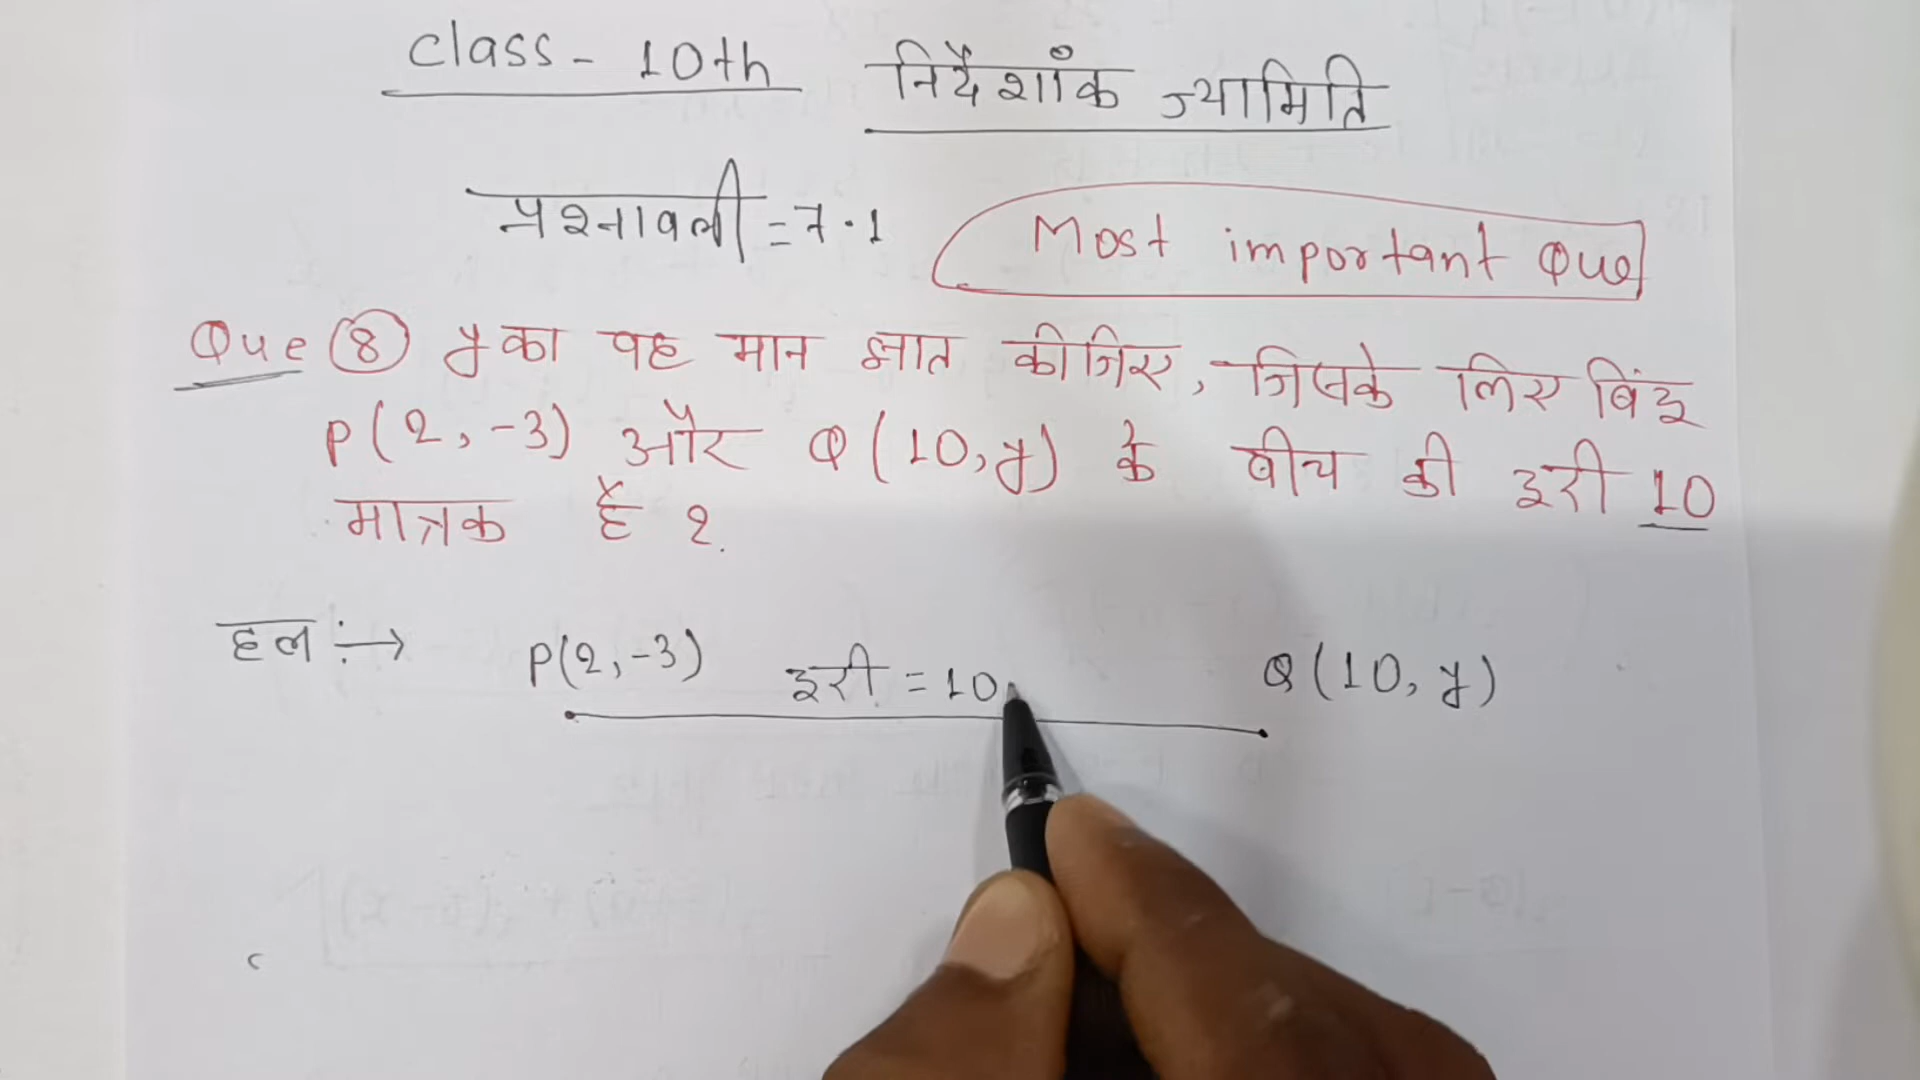 class - 10th निर्देशांक ज्यामिति
प्रश्नावली = 7.1 Most important Que
Que 8 y का वह मान ज्ञात कीजिए, जिसके लिए बिंदु
P(2,-3) और Q(10,y) के बीच की दूरी 10
मात्रक है ?
हल :→ P(2,-3) दूरी = 10 Q(10,y)